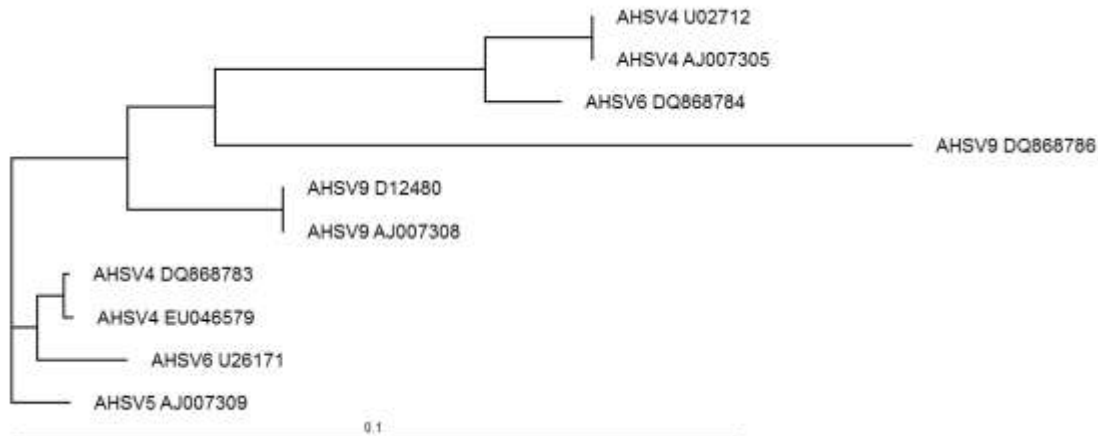 AHSV4 U02712
AHSV4 AJ007305
AHSV6 DQ868784
AHSV9 DQ868786
AHSV9 D12480
AHSV9 AJ007308
AHSV4 DQ868783
AHSV4 EU046579
AHSV6 U26171
AHSV5 AJ007309
0.1